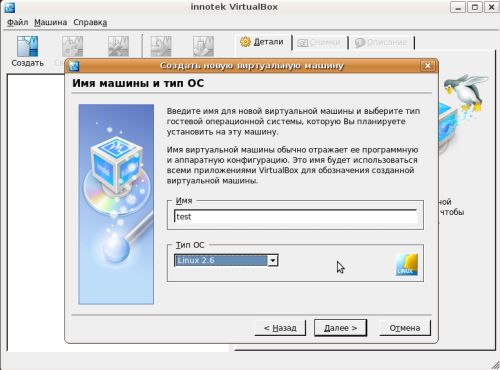 innotek VirtualBox
Файл Машина Справка
Создать
Детали Снимки Описание
Создать новую виртуальную машину
Имя машины и тип ОС
Введите имя для новой виртуальной машины и выберите тип
гостевой операционной системы, которую Вы планируете
установить на эту машину.
Имя виртуальной машины обычно отражает ее программную
и аппаратную конфигурацию. Это имя будет использоваться
всеми приложениями VirtualBox для обозначения созданной
виртуальной машины.
ной
чтобы
Имя
test
Тип ОС
Linux 2.6
LINUX
< Назад Далее > Отмена